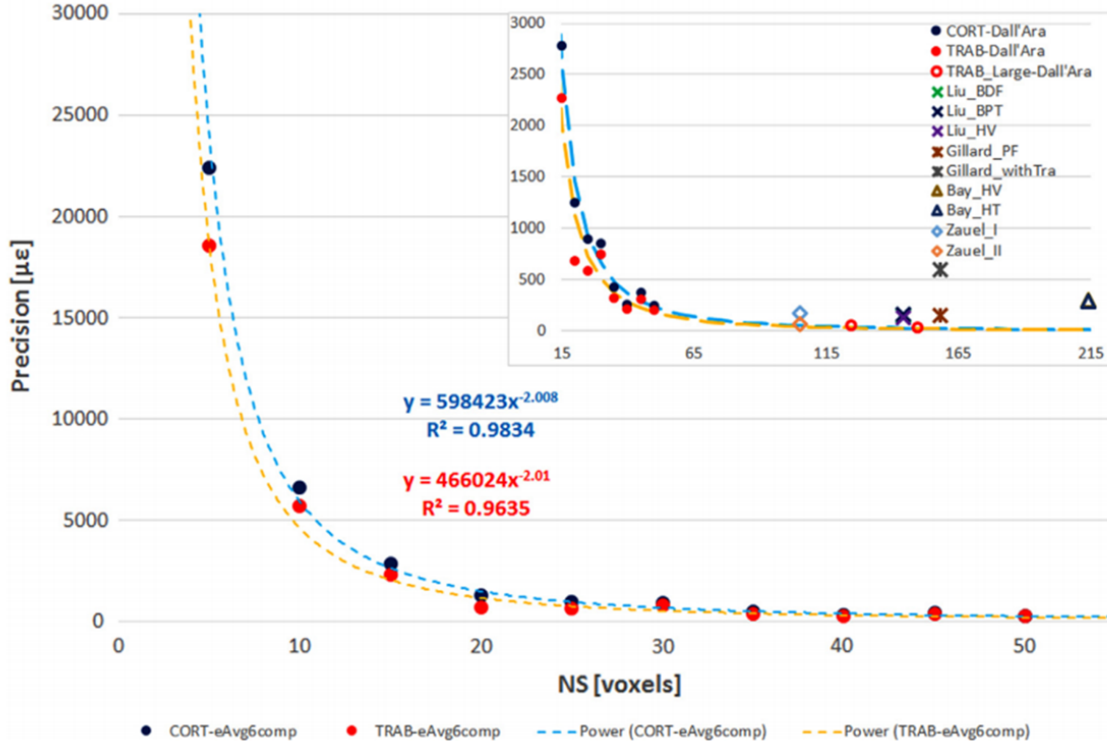 30000
25000
20000
15000
10000
5000
0
Precision [με]
0
10
20
30
40
50
NS [voxels]
3000
2500
2000
1500
1000
500
0
15
65
115
165
215
CORT-Dall'Ara
TRAB-Dall'Ara
TRAB_Large-Dall'Ara
Liu_BDF
Liu_BPT
Liu_HV
Gillard_PF
Gillard_withTra
Bay_HV
Bay_HT
Zauel_I
Zauel_II
y = 598423x^-2.008
R² = 0.9834
y = 466024x^-2.01
R² = 0.9635
CORT-eAvg6comp
TRAB-eAvg6comp
Power (CORT-eAvg6comp)
Power (TRAB-eAvg6comp)